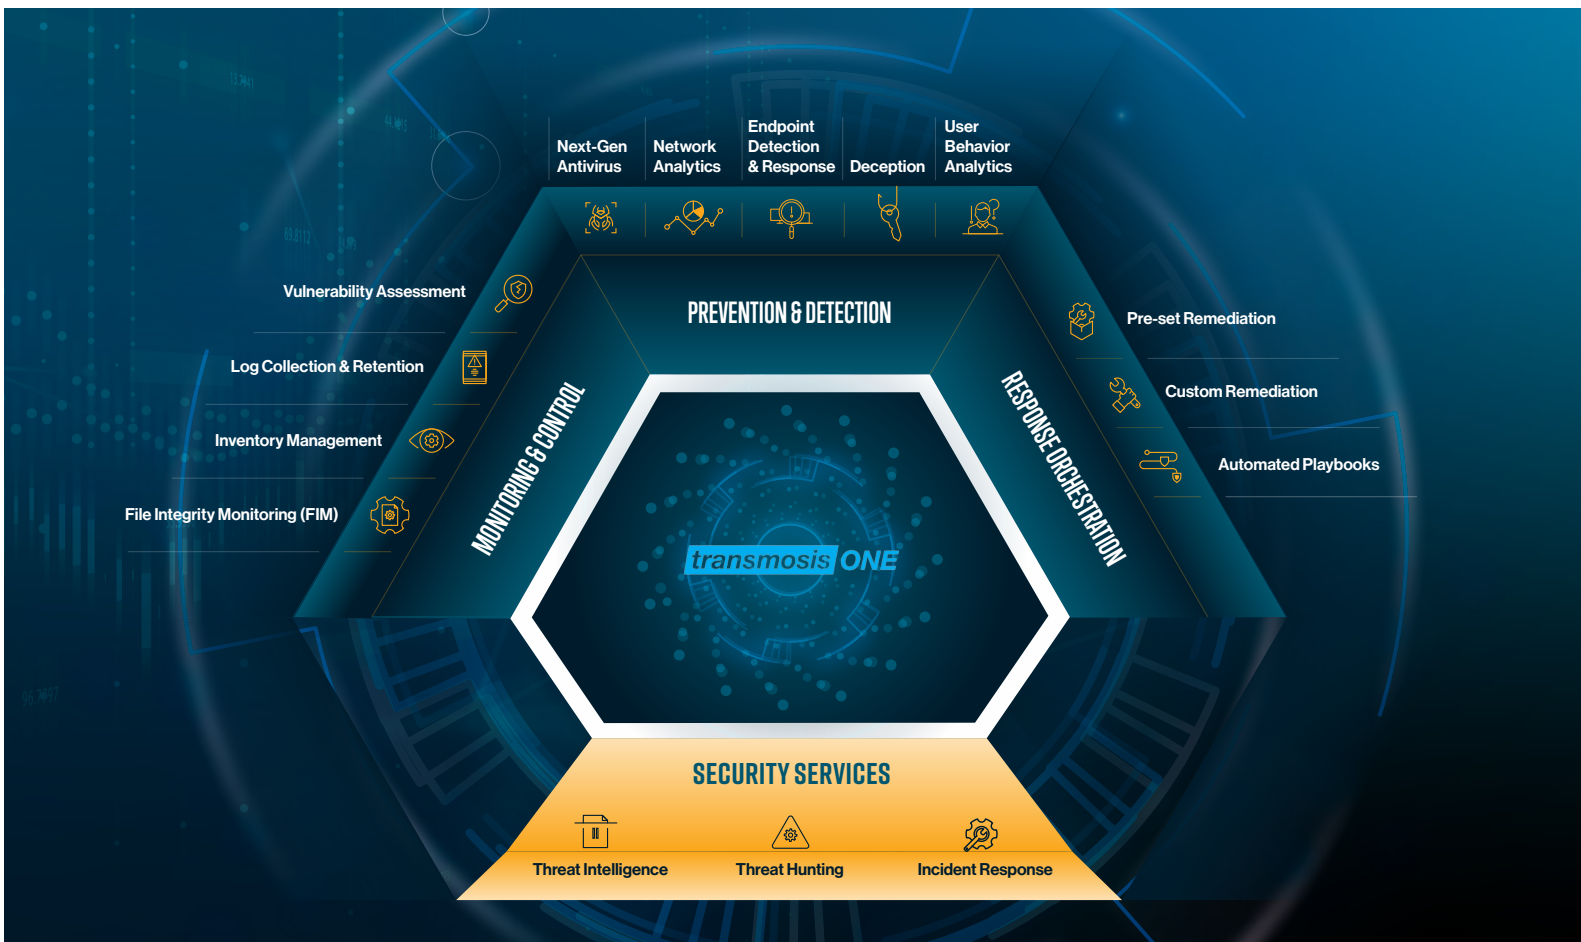 Next-Gen
Antivirus
Network
Analytics
Endpoint
Detection
& Response
Deception
User
Behavior
Analytics
PREVENTION & DETECTION
Vulnerability Assessment
Log Collection & Retention
Inventory Management
File Integrity Monitoring (FIM)
MONITORING & CONTROL
RESPONSE ORCHESTRATION
Pre-set Remediation
Custom Remediation
Automated Playbooks
transmosis ONE
SECURITY SERVICES
Threat Intelligence
Threat Hunting
Incident Response